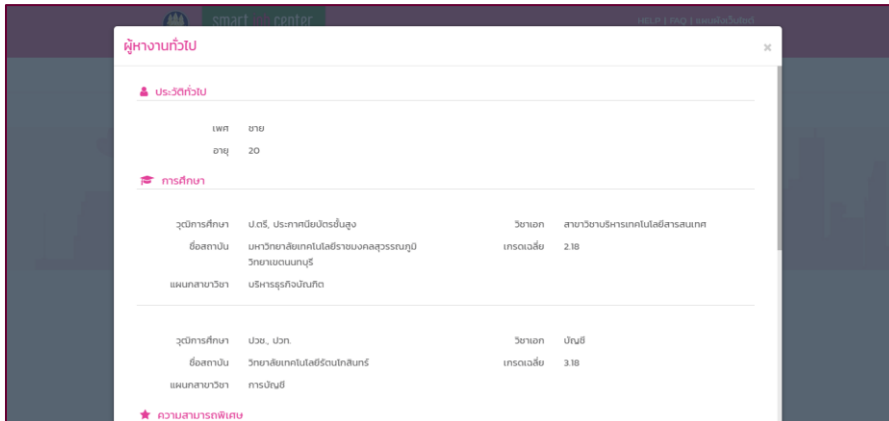 smart job center
HELP | FAQ | แผนผังเว็บไซต์
ผู้หางานทั่วไป
×
ประวัติทั่วไป
เพศ ชาย
อายุ 20
การศึกษา
วุฒิการศึกษา ป.ตรี, ประกาศนียบัตรชั้นสูง วิชาเอก สาขาวิชาบริหารเทคโนโลยีสารสนเทศ
ชื่อสถาบัน มหาวิทยาลัยเทคโนโลยีราชมงคลสุวรรณภูมิ เกรดเฉลี่ย 2.18
วิทยาเขตนนทบุรี
แผนกสาขาวิชา บริหารธุรกิจบัณฑิต
วุฒิการศึกษา ปวช., ปวท. วิชาเอก บัญชี
ชื่อสถาบัน วิทยาลัยเทคโนโลยีรัตนโกสินทร์ เกรดเฉลี่ย 3.18
แผนกสาขาวิชา การบัญชี
ความสามารถพิเศษ